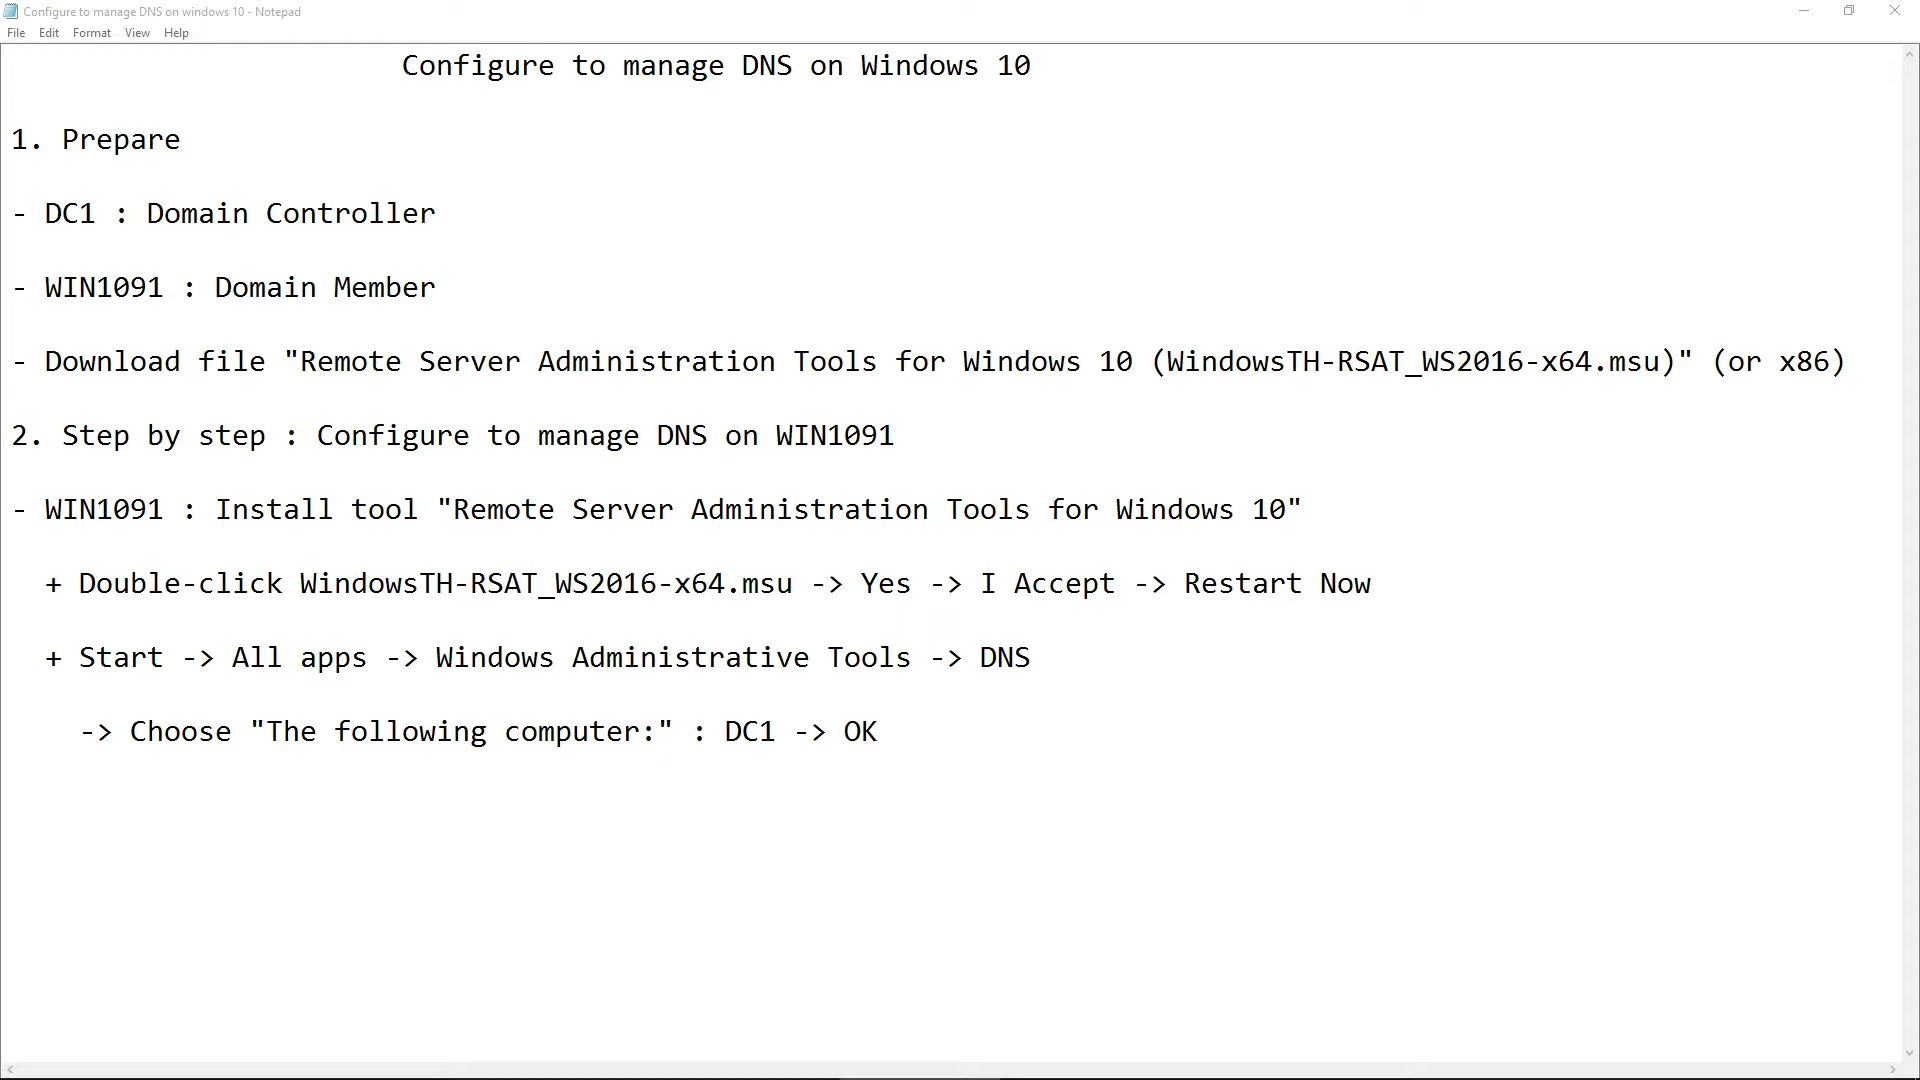 Configure to manage DNS on windows 10 - Notepad
File Edit Format View Help
Configure to manage DNS on Windows 10
1. Prepare
- DC1 : Domain Controller
- WIN1091 : Domain Member
- Download file "Remote Server Administration Tools for Windows 10 (WindowsTH-RSAT_WS2016-x64.msu)" (or x86)
2. Step by step : Configure to manage DNS on WIN1091
- WIN1091 : Install tool "Remote Server Administration Tools for Windows 10"
+ Double-click WindowsTH-RSAT_WS2016-x64.msu -> Yes -> I Accept -> Restart Now
+ Start -> All apps -> Windows Administrative Tools -> DNS
-> Choose "The following computer:" : DC1 -> OK